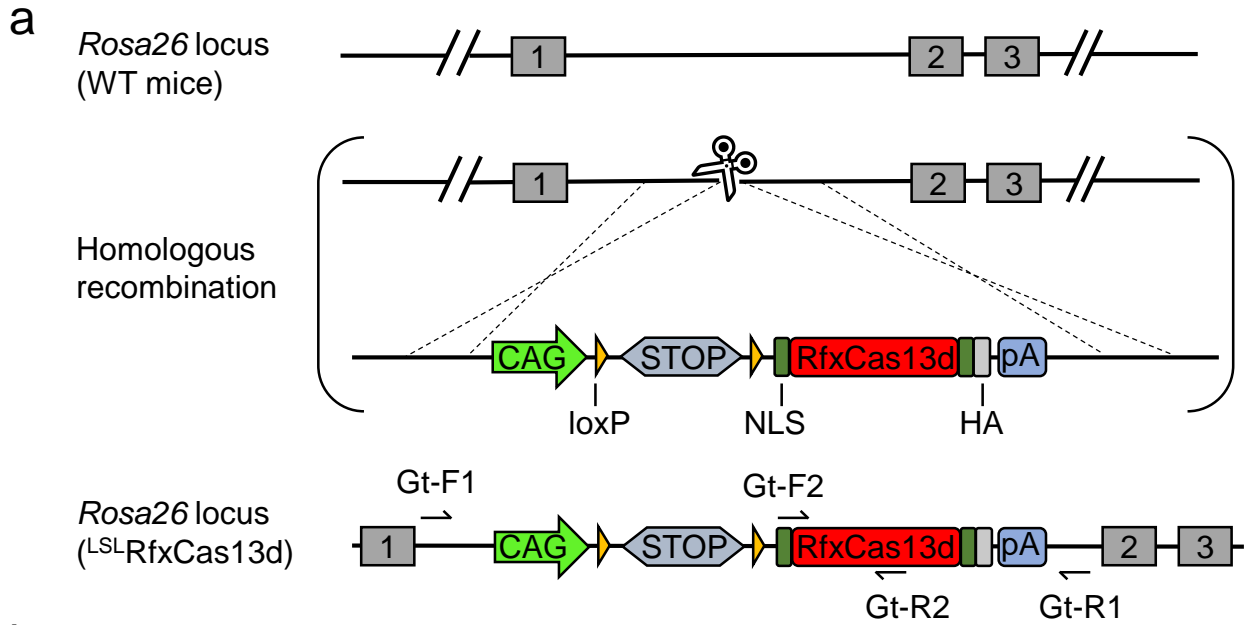 a
Rosa26 locus
(WT mice)
1 2 3
1 2 3
Homologous
recombination
CAG STOP RfxCas13d pA
loxP NLS HA
Gt-F1 Gt-F2
Rosa26 locus
(LSLRfxCas13d)
1 CAG STOP RfxCas13d pA 2 3
Gt-R2 Gt-R1